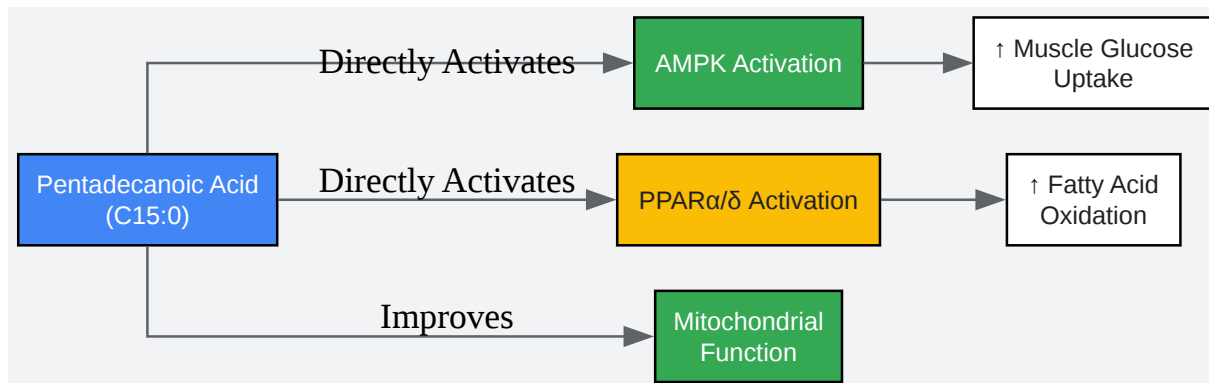 Directly Activates
AMPK Activation
↑ Muscle Glucose
Uptake
Pentadecanoic Acid
(C15:0)
Directly Activates
PPARα/δ Activation
↑ Fatty Acid
Oxidation
Improves
Mitochondrial
Function